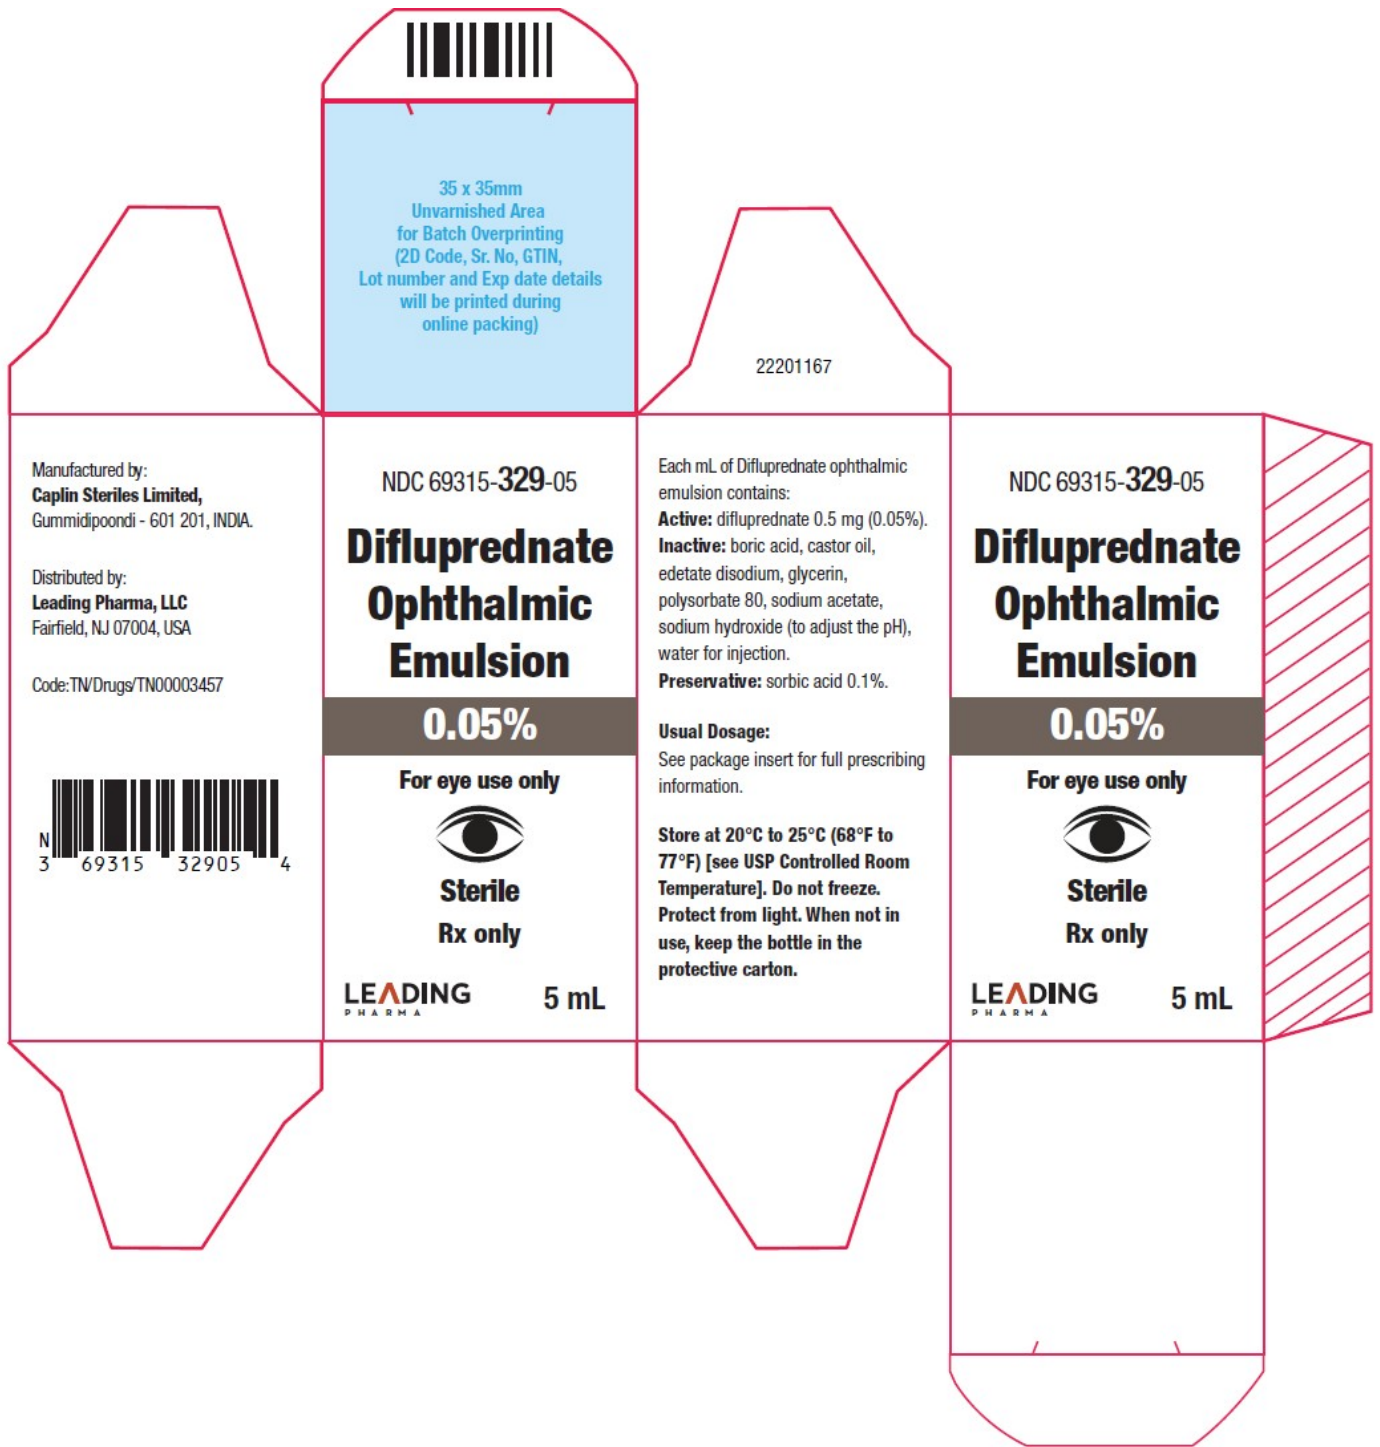 35 x 35mm
Unvarnished Area
for Batch Overprinting
(2D Code, Sr. No, GTIN,
Lot number and Exp date details
will be printed during
online packing)
22201167
Manufactured by:
Caplin Steriles Limited,
Gummidipoondi - 601 201, INDIA.
Distributed by:
Leading Pharma, LLC
Fairfield, NJ 07004, USA
Code:TN/Drugs/TN00003457
N
3 69315 32905 4
NDC 69315-329-05
Difluprednate
Ophthalmic
Emulsion
0.05%
For eye use only
Sterile
Rx only
LEADING
PHARMA
5 mL
Each mL of Difluprednate ophthalmic
emulsion contains:
Active: difluprednate 0.5 mg (0.05%).
Inactive: boric acid, castor oil,
edetate disodium, glycerin,
polysorbate 80, sodium acetate,
sodium hydroxide (to adjust the pH),
water for injection.
Preservative: sorbic acid 0.1%.
Usual Dosage:
See package insert for full prescribing
information.
Store at 20°C to 25°C (68°F to
77°F) [see USP Controlled Room
Temperature]. Do not freeze.
Protect from light. When not in
use, keep the bottle in the
protective carton.
NDC 69315-329-05
Difluprednate
Ophthalmic
Emulsion
0.05%
For eye use only
Sterile
Rx only
LEADING
PHARMA
5 mL